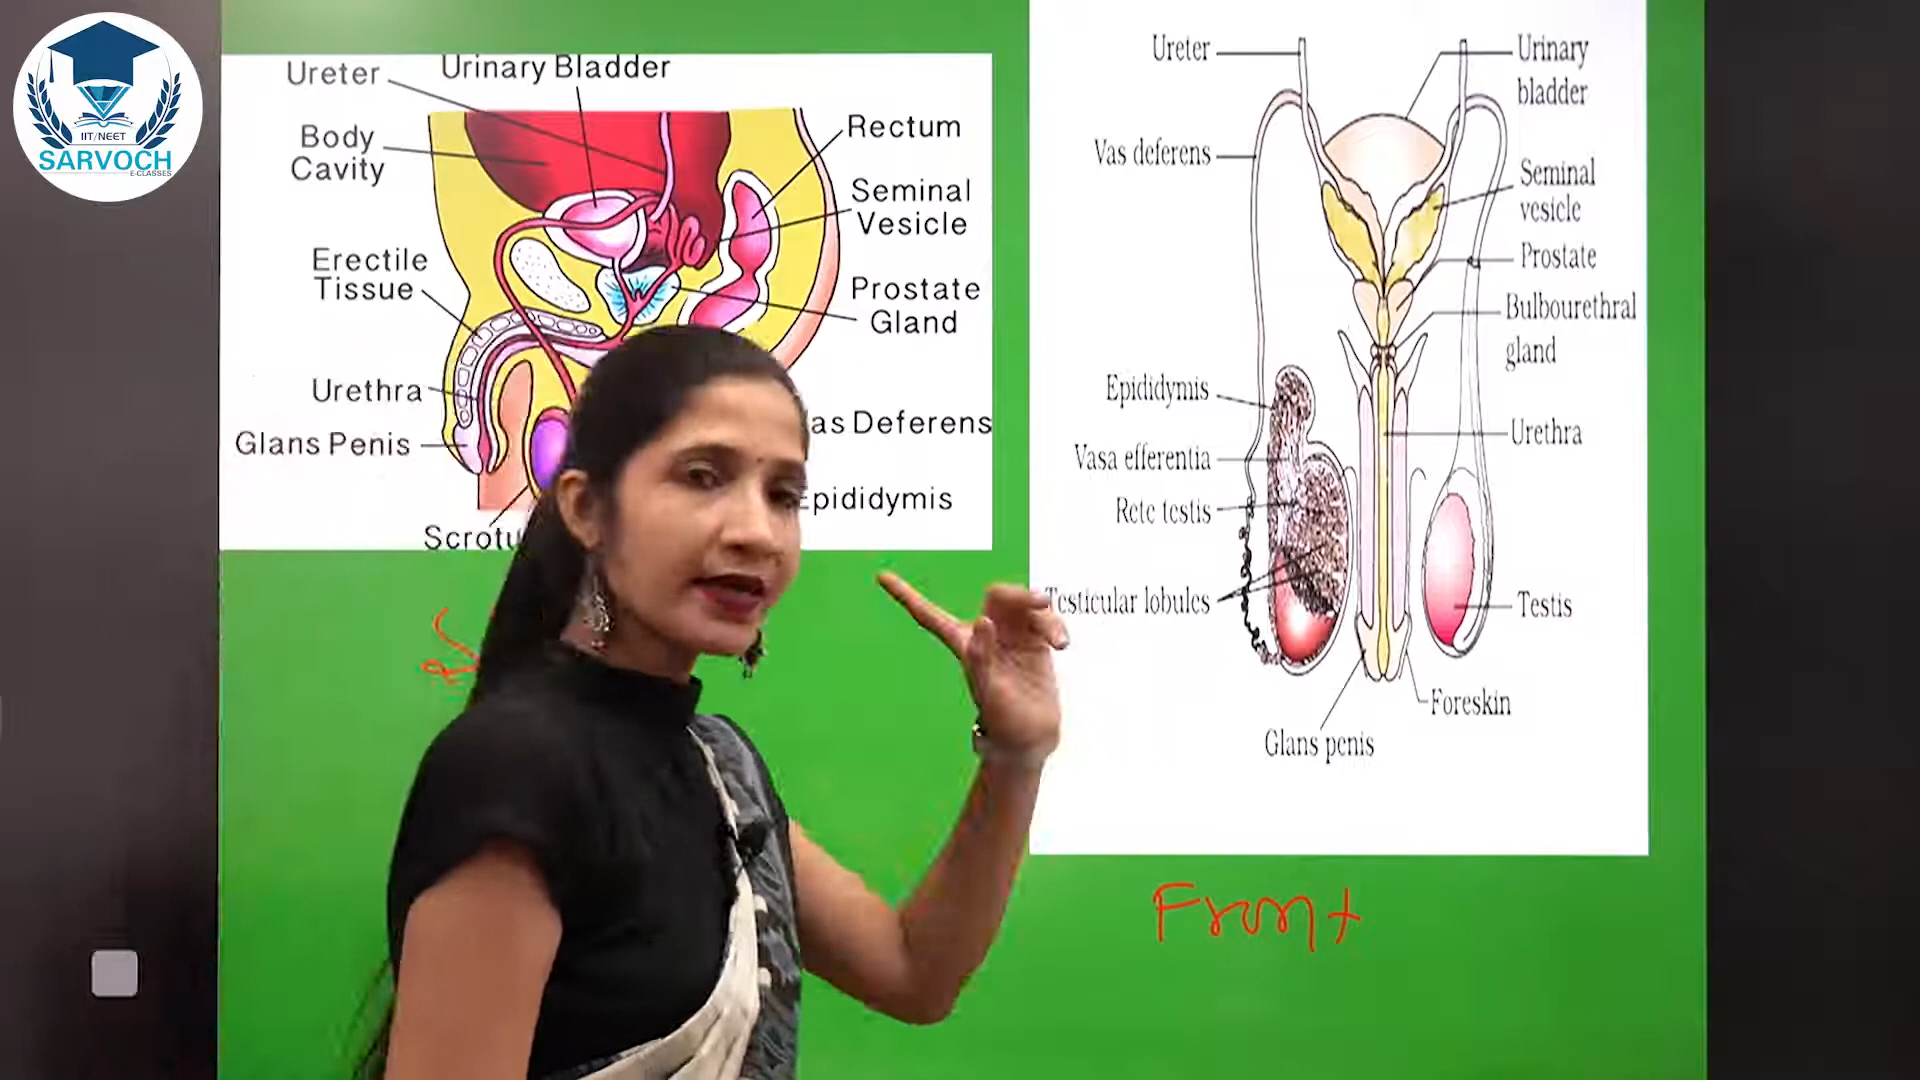 IIT/NEET
SARVOCH
E-CLASSES
Ureter
Urinary Bladder
Body
Cavity
Rectum
Seminal
Vesicle
Erectile
Tissue
Prostate
Gland
Urethra
Glans Penis
as Deferens
pididymis
Scrotu
Ureter
Urinary
bladder
Vas deferens
Seminal
vesicle
Prostate
Bulbourethral
gland
Epididymis
Urethra
Vasa efferentia
Rete testis
Testicular lobules
Testis
Foreskin
Glans penis
Front